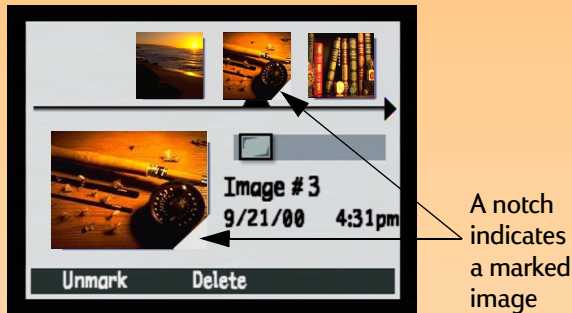 Image # 3
9/21/00 4:31pm
Unmark Delete
A notch
indicates
a marked
image